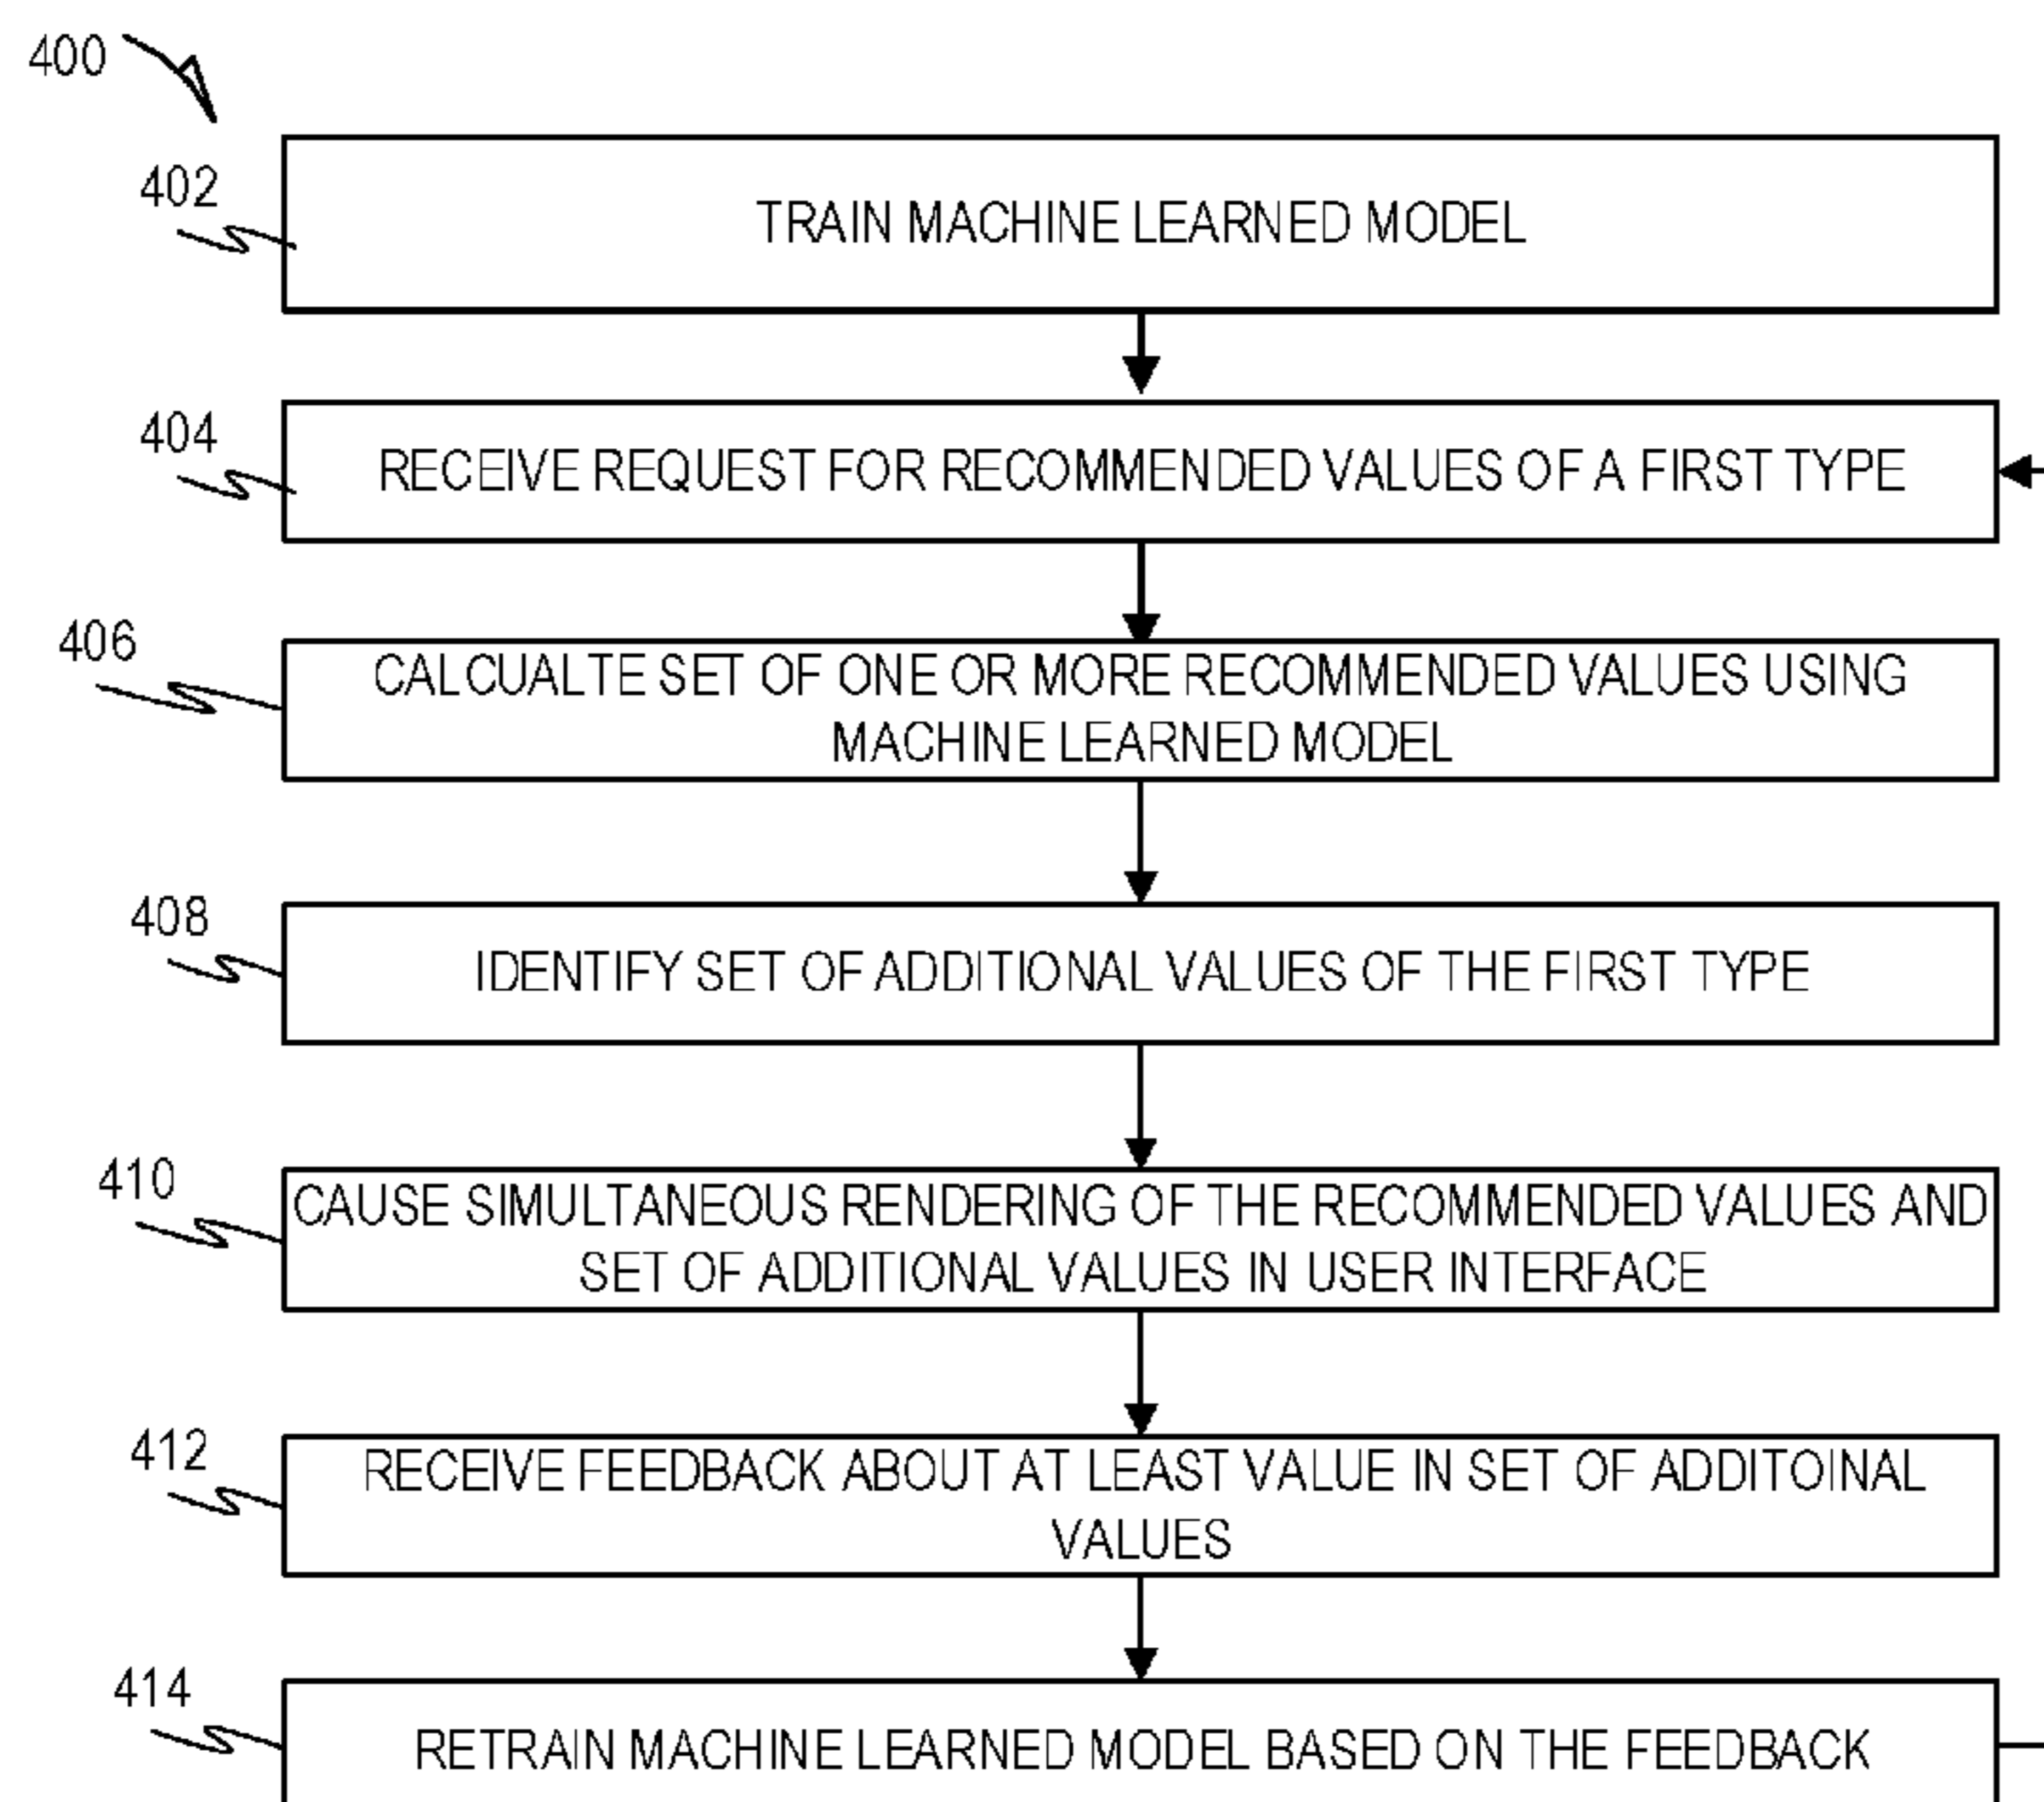 400
402
TRAIN MACHINE LEARNED MODEL
404
RECEIVE REQUEST FOR RECOMMENDED VALUES OF A FIRST TYPE
406
CALCUALTE SET OF ONE OR MORE RECOMMENDED VALUES USING
MACHINE LEARNED MODEL
408
IDENTIFY SET OF ADDITIONAL VALUES OF THE FIRST TYPE
410
CAUSE SIMULTANEOUS RENDERING OF THE RECOMMENDED VALUES AND
SET OF ADDITIONAL VALUES IN USER INTERFACE
412
RECEIVE FEEDBACK ABOUT AT LEAST VALUE IN SET OF ADDITOINAL
VALUES
414
RETRAIN MACHINE LEARNED MODEL BASED ON THE FEEDBACK